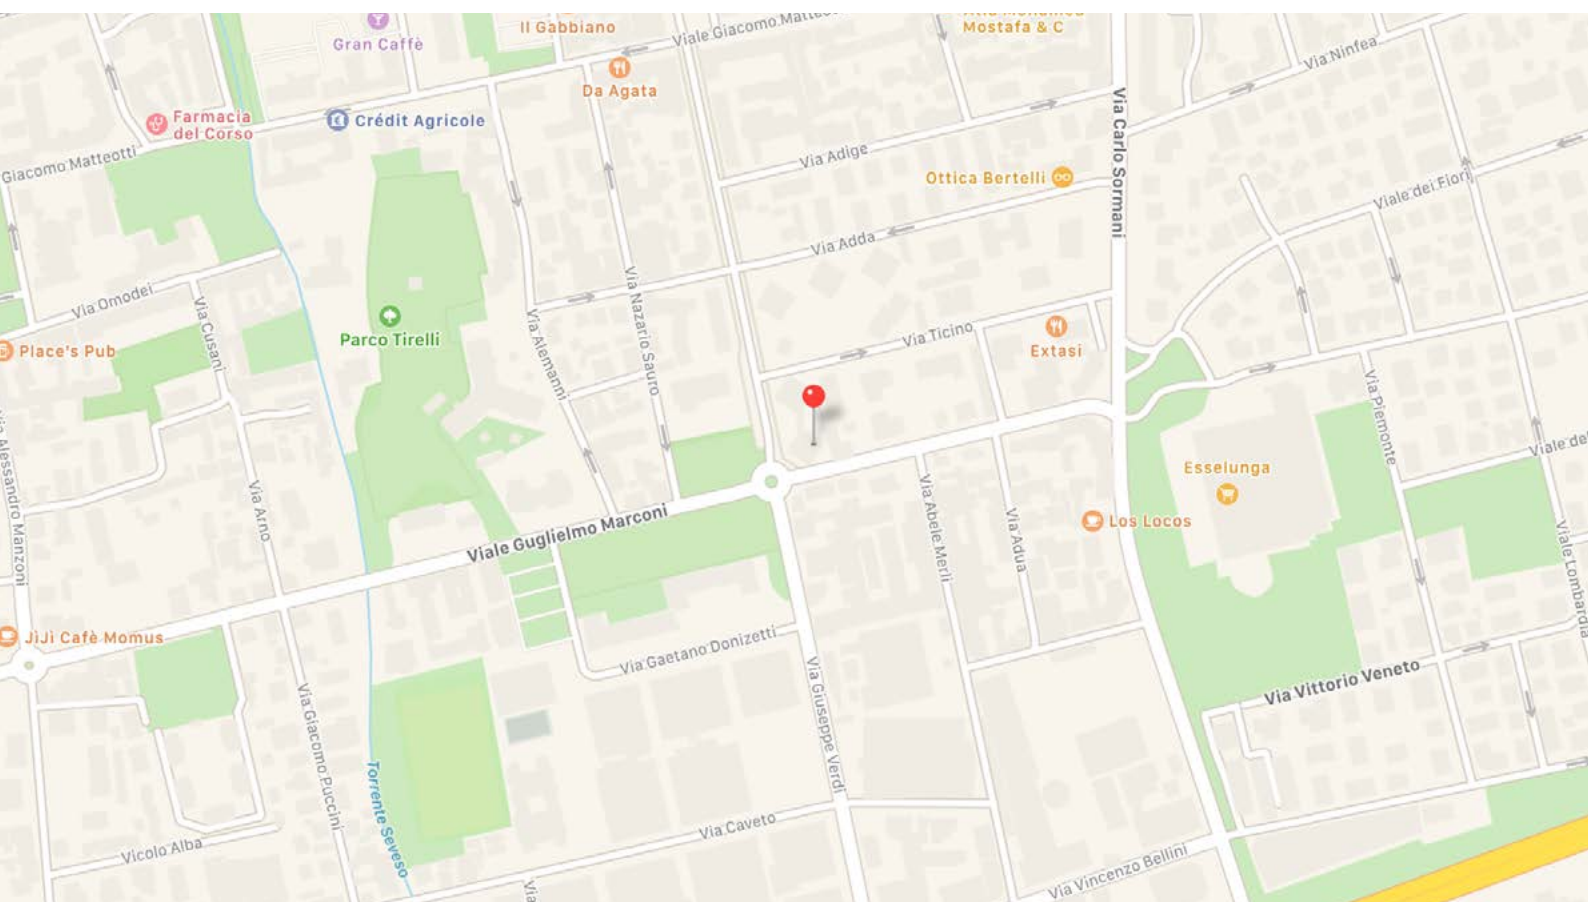 Il Gabbiano
Viale Giacomo
Mostafa & C
Gran Caffè
Via Ninfea
Da Agata
Farmacia
del Corso
Crédit Agricole
Via Carlo Sormani
Giacomo Matteotti
Via Adige
Ottica Bertelli
Viale dei Fiori
Via Adda
Via Omodei
Via Cusani
Via Nazario Sauro
Via Alemanni
Parco Tirelli
Via Ticino
Place's Pub
Extasi
Via Piemonte
Via Alessandro Manzoni
Esselunga
Viale
Via Arno
Viale Guglielmo Marconi
Via Abele Merli
Via Adua
Los Locos
Viale Lombardia
JiJi Cafè Momus
Via Gaetano Donizetti
Via Giuseppe Verdi
Via Vittorio Veneto
Via Giacomo Puccini
Torrente Seveso
Via Caveto
Vicolo Alba
Via Vincenzo Bellini
Via